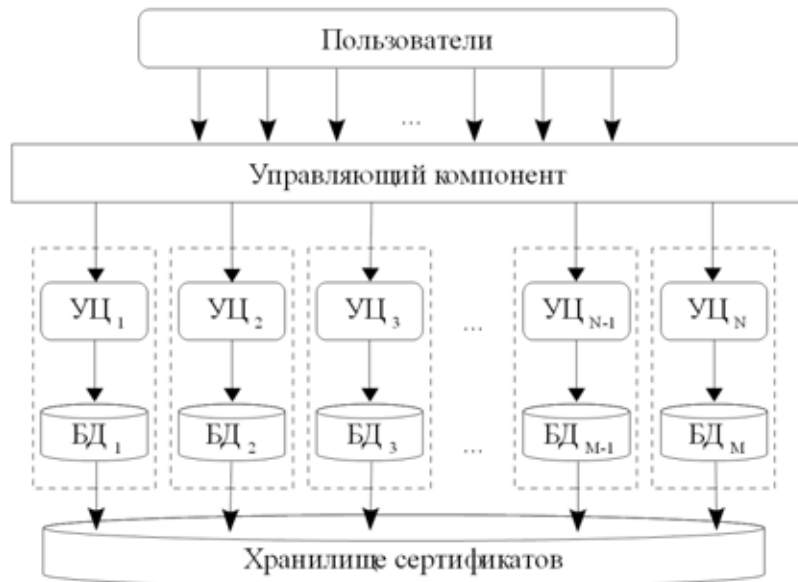 Пользователи
...
Управляющий компонент
УЦ 1 УЦ 2 УЦ 3 ... УЦ N-1 УЦ N
БД 1 БД 2 БД 3 ... БД M-1 БД M
Хранилище сертификатов